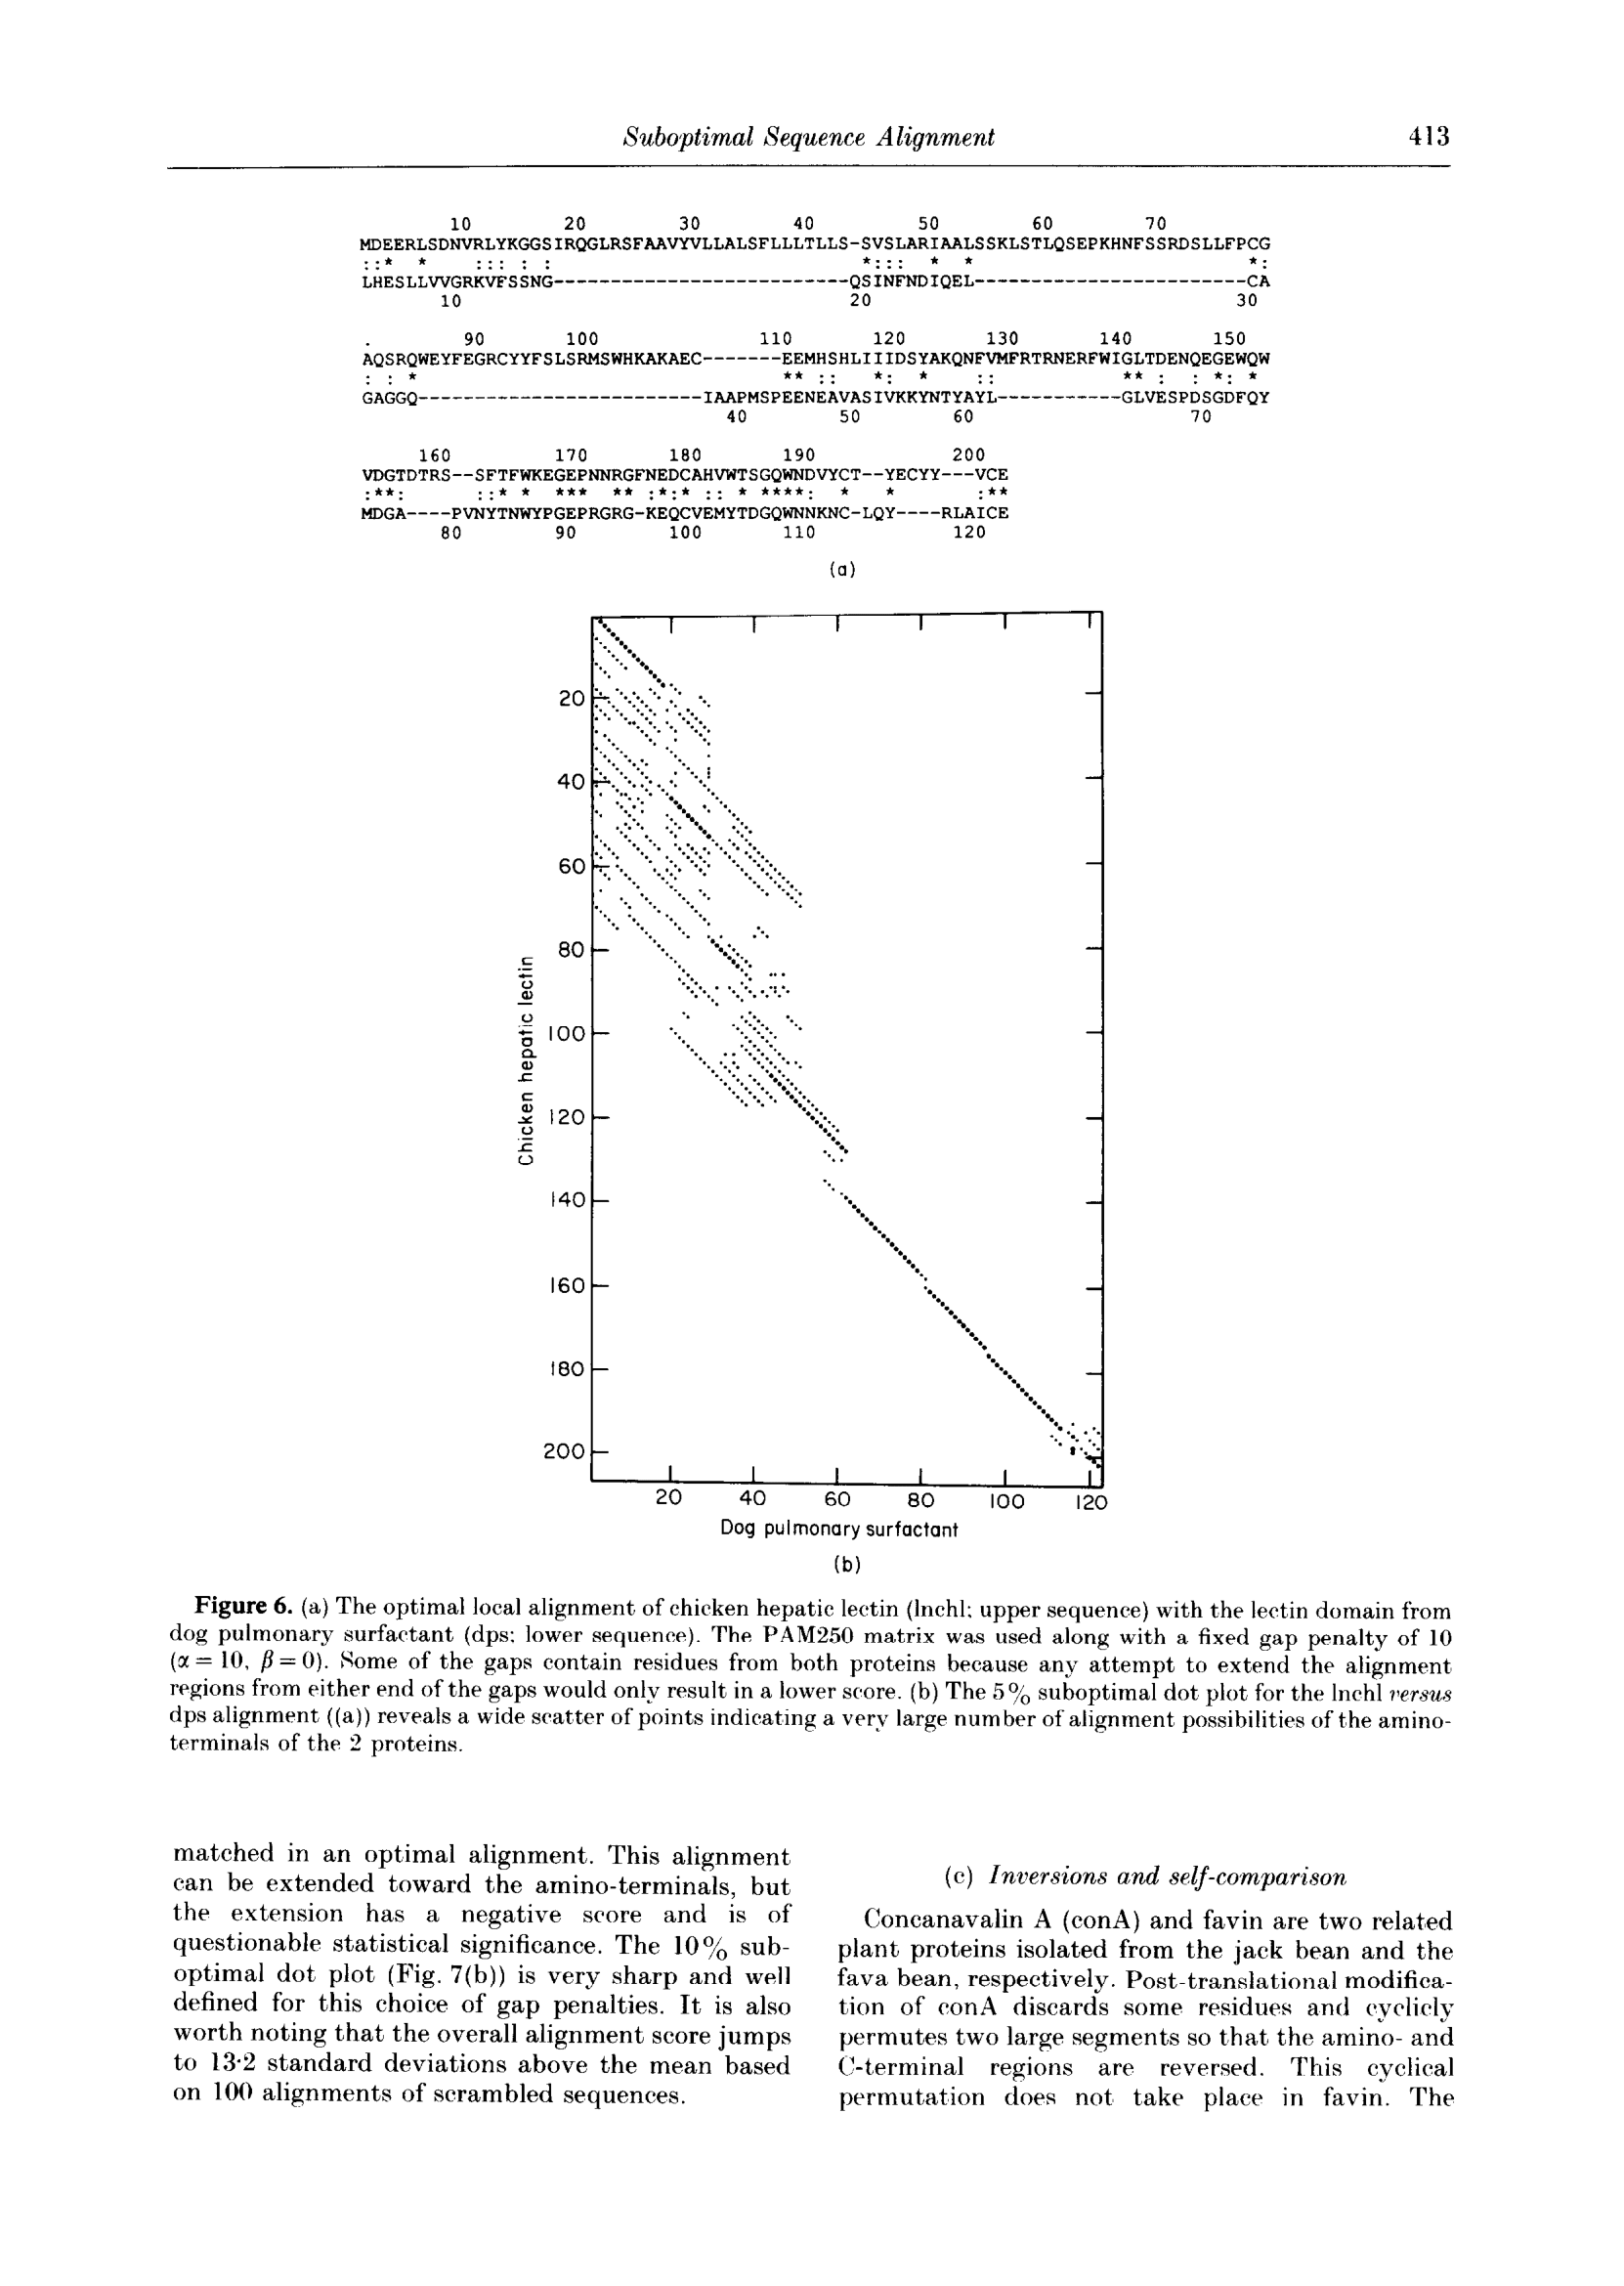 Suboptimal Sequence Alignment 413
10 20 30 40 50 60 70
MDEERLSDNVRLYKGGSIRQGLRSFAAVYVLLALSFLLLTLLS-SVSLARIAALSSKLSTLQSEPKHNFSSRDSLLFPCG
::* * ::: : : *::: * * *:
LHESLLVVGRKVFSSNG--------------------------QSINFNDIQEL------------------------CA
10 20 30
. 90 100 110 120 130 140 150
AQSRQWEYFEGRCYYFSLSRMSWHKAKAEC-------EEMHSHLIIIDSYAKQNFVMFRTRNERFWIGLTDENQEGEWQW
: : * ** :: *: * :: ** : : *: *
GAGGQ-------------------------IAAPMSPEENEAVASIVKKYNTYAYL-----------GLVESPDSGDFQY
40 50 60 70
160 170 180 190 200
VDGTDTRS--SFTFWKEGEPNNRGFNEDCAHVWTSGQWNDVYCT--YECYY---VCE
:**: ::* * *** ** :*:* :: * ****: * * :**
MDGA----PVNYTNWYPGEPRGRG-KEQCVEMYTDGQWNNKNC-LQY----RLAICE
80 90 100 110 120
(a)
20
40
60
80
100
120
140
160
180
200
Chicken hepatic lectin
20 40 60 80 100 120
Dog pulmonary surfactant
(b)
Figure 6. (a) The optimal local alignment of chicken hepatic lectin (lnchl; upper sequence) with the lectin domain from
dog pulmonary surfactant (dps: lower sequence). The PAM250 matrix was used along with a fixed gap penalty of 10
(α = 10, β = 0). Some of the gaps contain residues from both proteins because any attempt to extend the alignment
regions from either end of the gaps would only result in a lower score. (b) The 5% suboptimal dot plot for the lnchl versus
dps alignment ((a)) reveals a wide scatter of points indicating a very large number of alignment possibilities of the amino-
terminals of the 2 proteins.
matched in an optimal alignment. This alignment
can be extended toward the amino-terminals, but
the extension has a negative score and is of
questionable statistical significance. The 10% sub-
optimal dot plot (Fig. 7(b)) is very sharp and well
defined for this choice of gap penalties. It is also
worth noting that the overall alignment score jumps
to 13·2 standard deviations above the mean based
on 100 alignments of scrambled sequences.
(c) Inversions and self-comparison
Concanavalin A (conA) and favin are two related
plant proteins isolated from the jack bean and the
fava bean, respectively. Post-translational modifica-
tion of conA discards some residues and cyclicly
permutes two large segments so that the amino- and
C-terminal regions are reversed. This cyclical
permutation does not take place in favin. The